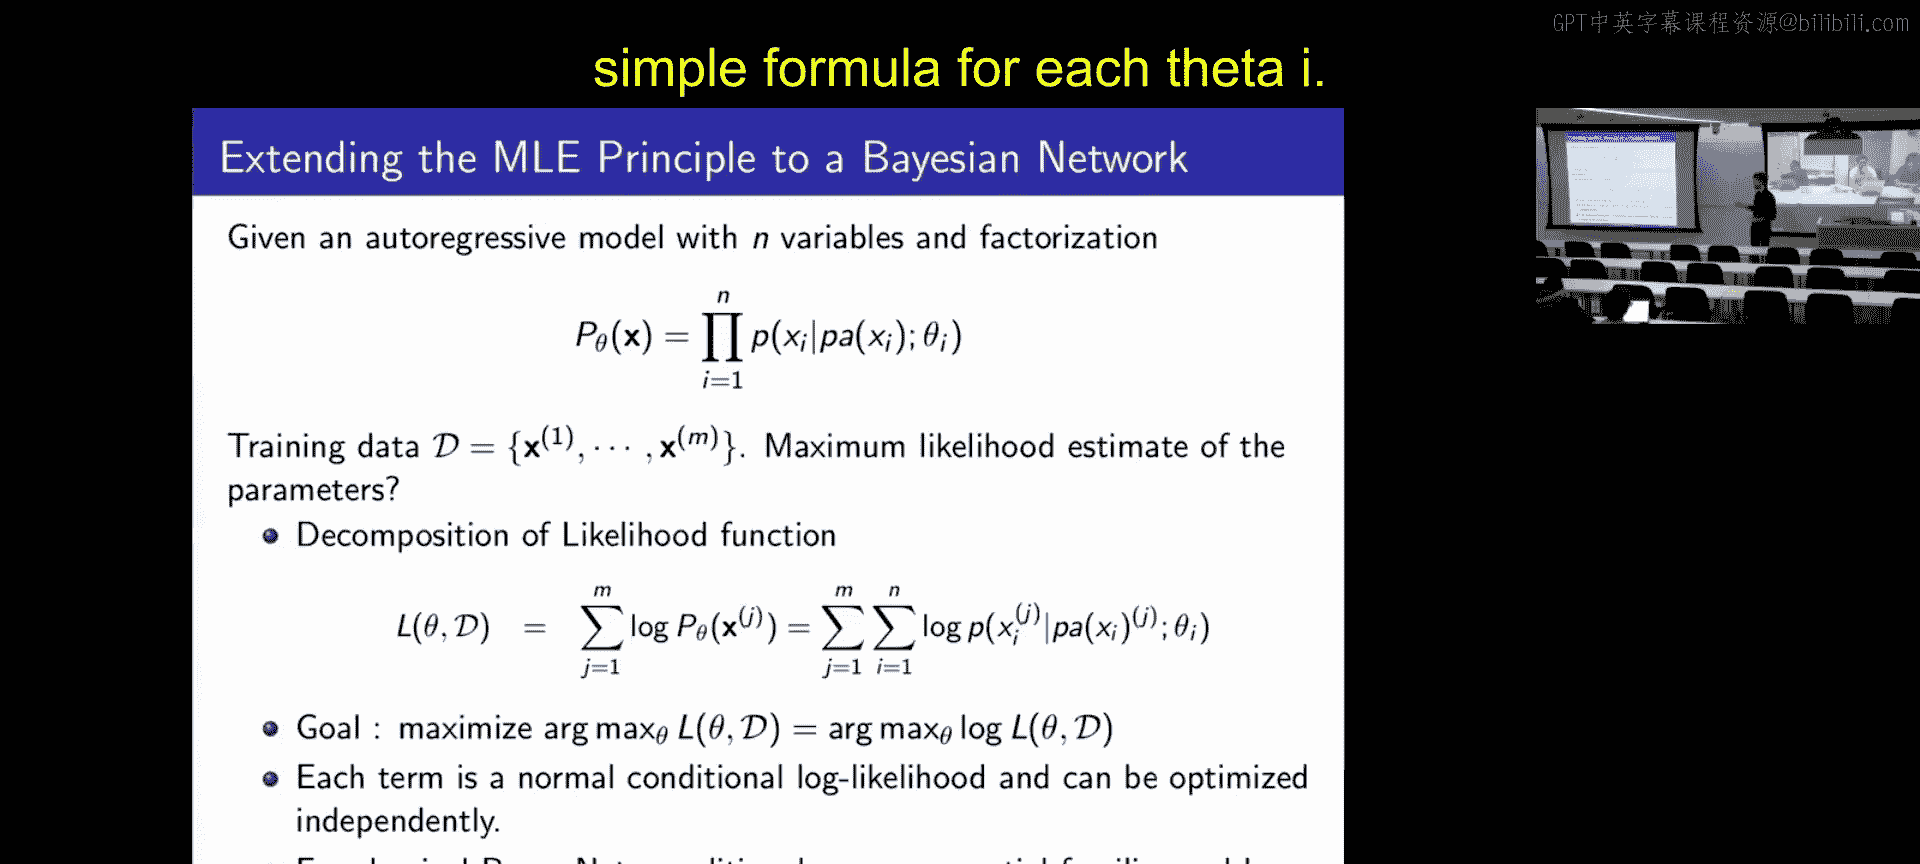 GPT中英字幕课程资源@bilibili.com
simple formula for each theta i.
Extending the MLE Principle to a Bayesian Network
Given an autoregressive model with n variables and factorization
P_θ(x) = ∏_{i=1}^{n} p(x_i|pa(x_i); θ_i)
Training data D = {x^(1), ⋯ , x^(m)}. Maximum likelihood estimate of the
parameters?
Decomposition of Likelihood function
L(θ, D) = ∑_{j=1}^{m} log P_θ(x^(j)) = ∑_{j=1}^{m} ∑_{i=1}^{n} log p(x_i^(j)|pa(x_i)^(j); θ_i)
Goal : maximize arg max_θ L(θ, D) = arg max_θ log L(θ, D)
Each term is a normal conditional log-likelihood and can be optimized
independently.